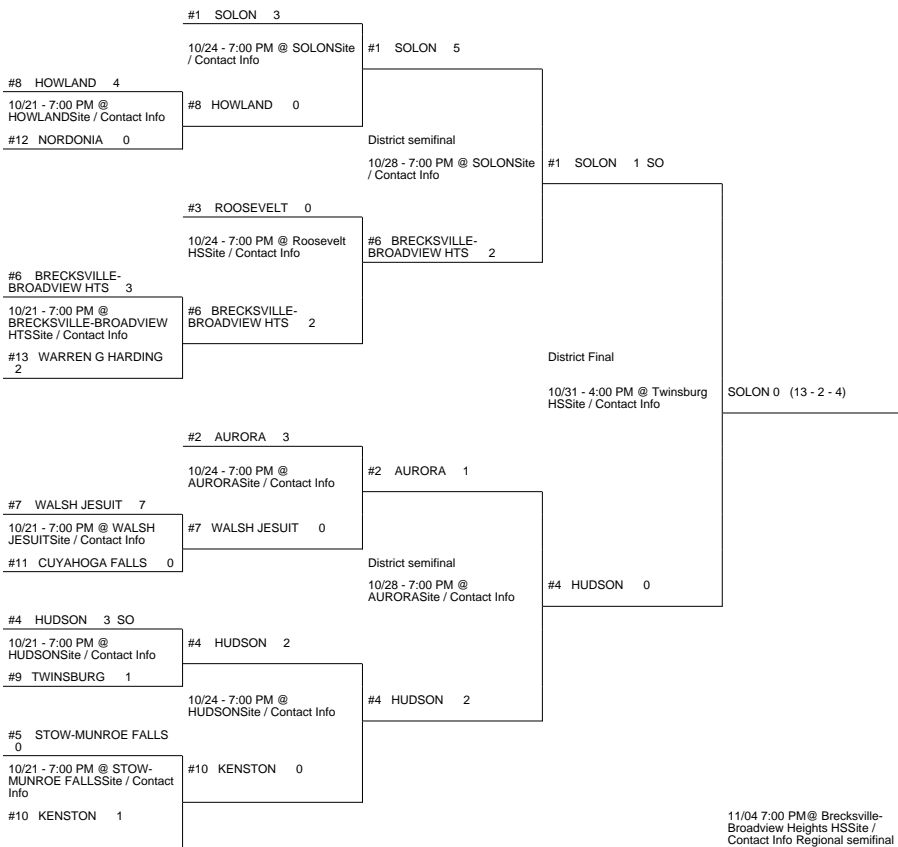 #1 SOLON 3
10/24 - 7:00 PM @ SOLONSite
/ Contact Info
#1 SOLON 5
#8 HOWLAND 4
10/21 - 7:00 PM @
HOWLANDSite / Contact Info
#8 HOWLAND 0
#12 NORDONIA 0
District semifinal
10/28 - 7:00 PM @ SOLONSite
/ Contact Info
#1 SOLON 1 SO
#3 ROOSEVELT 0
10/24 - 7:00 PM @ Roosevelt
HSSite / Contact Info
#6 BRECKSVILLE-
BROADVIEW HTS 2
#6 BRECKSVILLE-
BROADVIEW HTS 3
10/21 - 7:00 PM @
BRECKSVILLE-BROADVIEW
HTSSite / Contact Info
#6 BRECKSVILLE-
BROADVIEW HTS 2
#13 WARREN G HARDING
2
District Final
10/31 - 4:00 PM @ Twinsburg
HSSite / Contact Info
SOLON 0 (13 - 2 - 4)
#2 AURORA 3
10/24 - 7:00 PM @
AURORASite / Contact Info
#2 AURORA 1
#7 WALSH JESUIT 7
10/21 - 7:00 PM @ WALSH
JESUITSite / Contact Info
#7 WALSH JESUIT 0
#11 CUYAHOGA FALLS 0
District semifinal
10/28 - 7:00 PM @
AURORASite / Contact Info
#4 HUDSON 0
#4 HUDSON 3 SO
10/21 - 7:00 PM @
HUDSONSite / Contact Info
#4 HUDSON 2
#9 TWINSBURG 1
10/24 - 7:00 PM @
HUDSONSite / Contact Info
#4 HUDSON 2
#5 STOW-MUNROE FALLS
0
10/21 - 7:00 PM @ STOW-
MUNROE FALLSSite / Contact
Info
#10 KENSTON 0
#10 KENSTON 1
11/04 7:00 PM@ Brecksville-
Broadview Heights HSSite /
Contact Info Regional semifinal